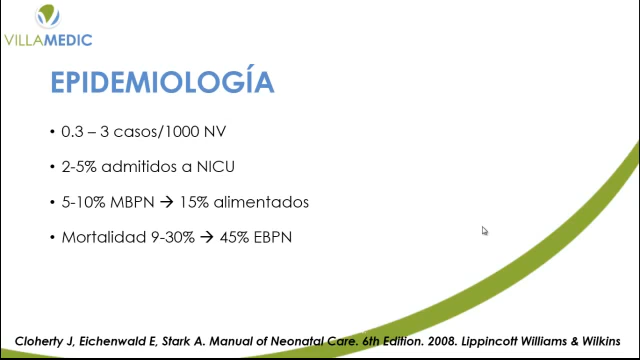 VILLAMEDIC
EPIDEMIOLOGÍA
• 0.3 – 3 casos/1000 NV
• 2-5% admitidos a NICU
• 5-10% MBPN → 15% alimentados
• Mortalidad 9-30% → 45% EBPN
Cloherty J, Eichenwald E, Stark A. Manual of Neonatal Care. 6th Edition. 2008. Lippincott Williams & Wilkins